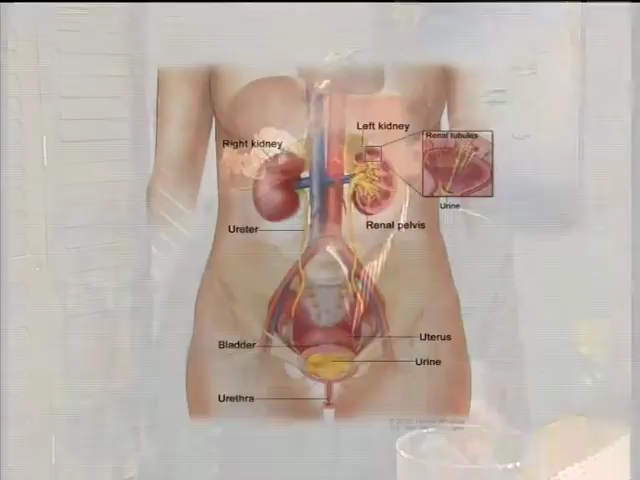 Left kidney
Renal tubules
Right kidney
Urine
Renal pelvis
Ureter
Uterus
Bladder
Urine
Urethra